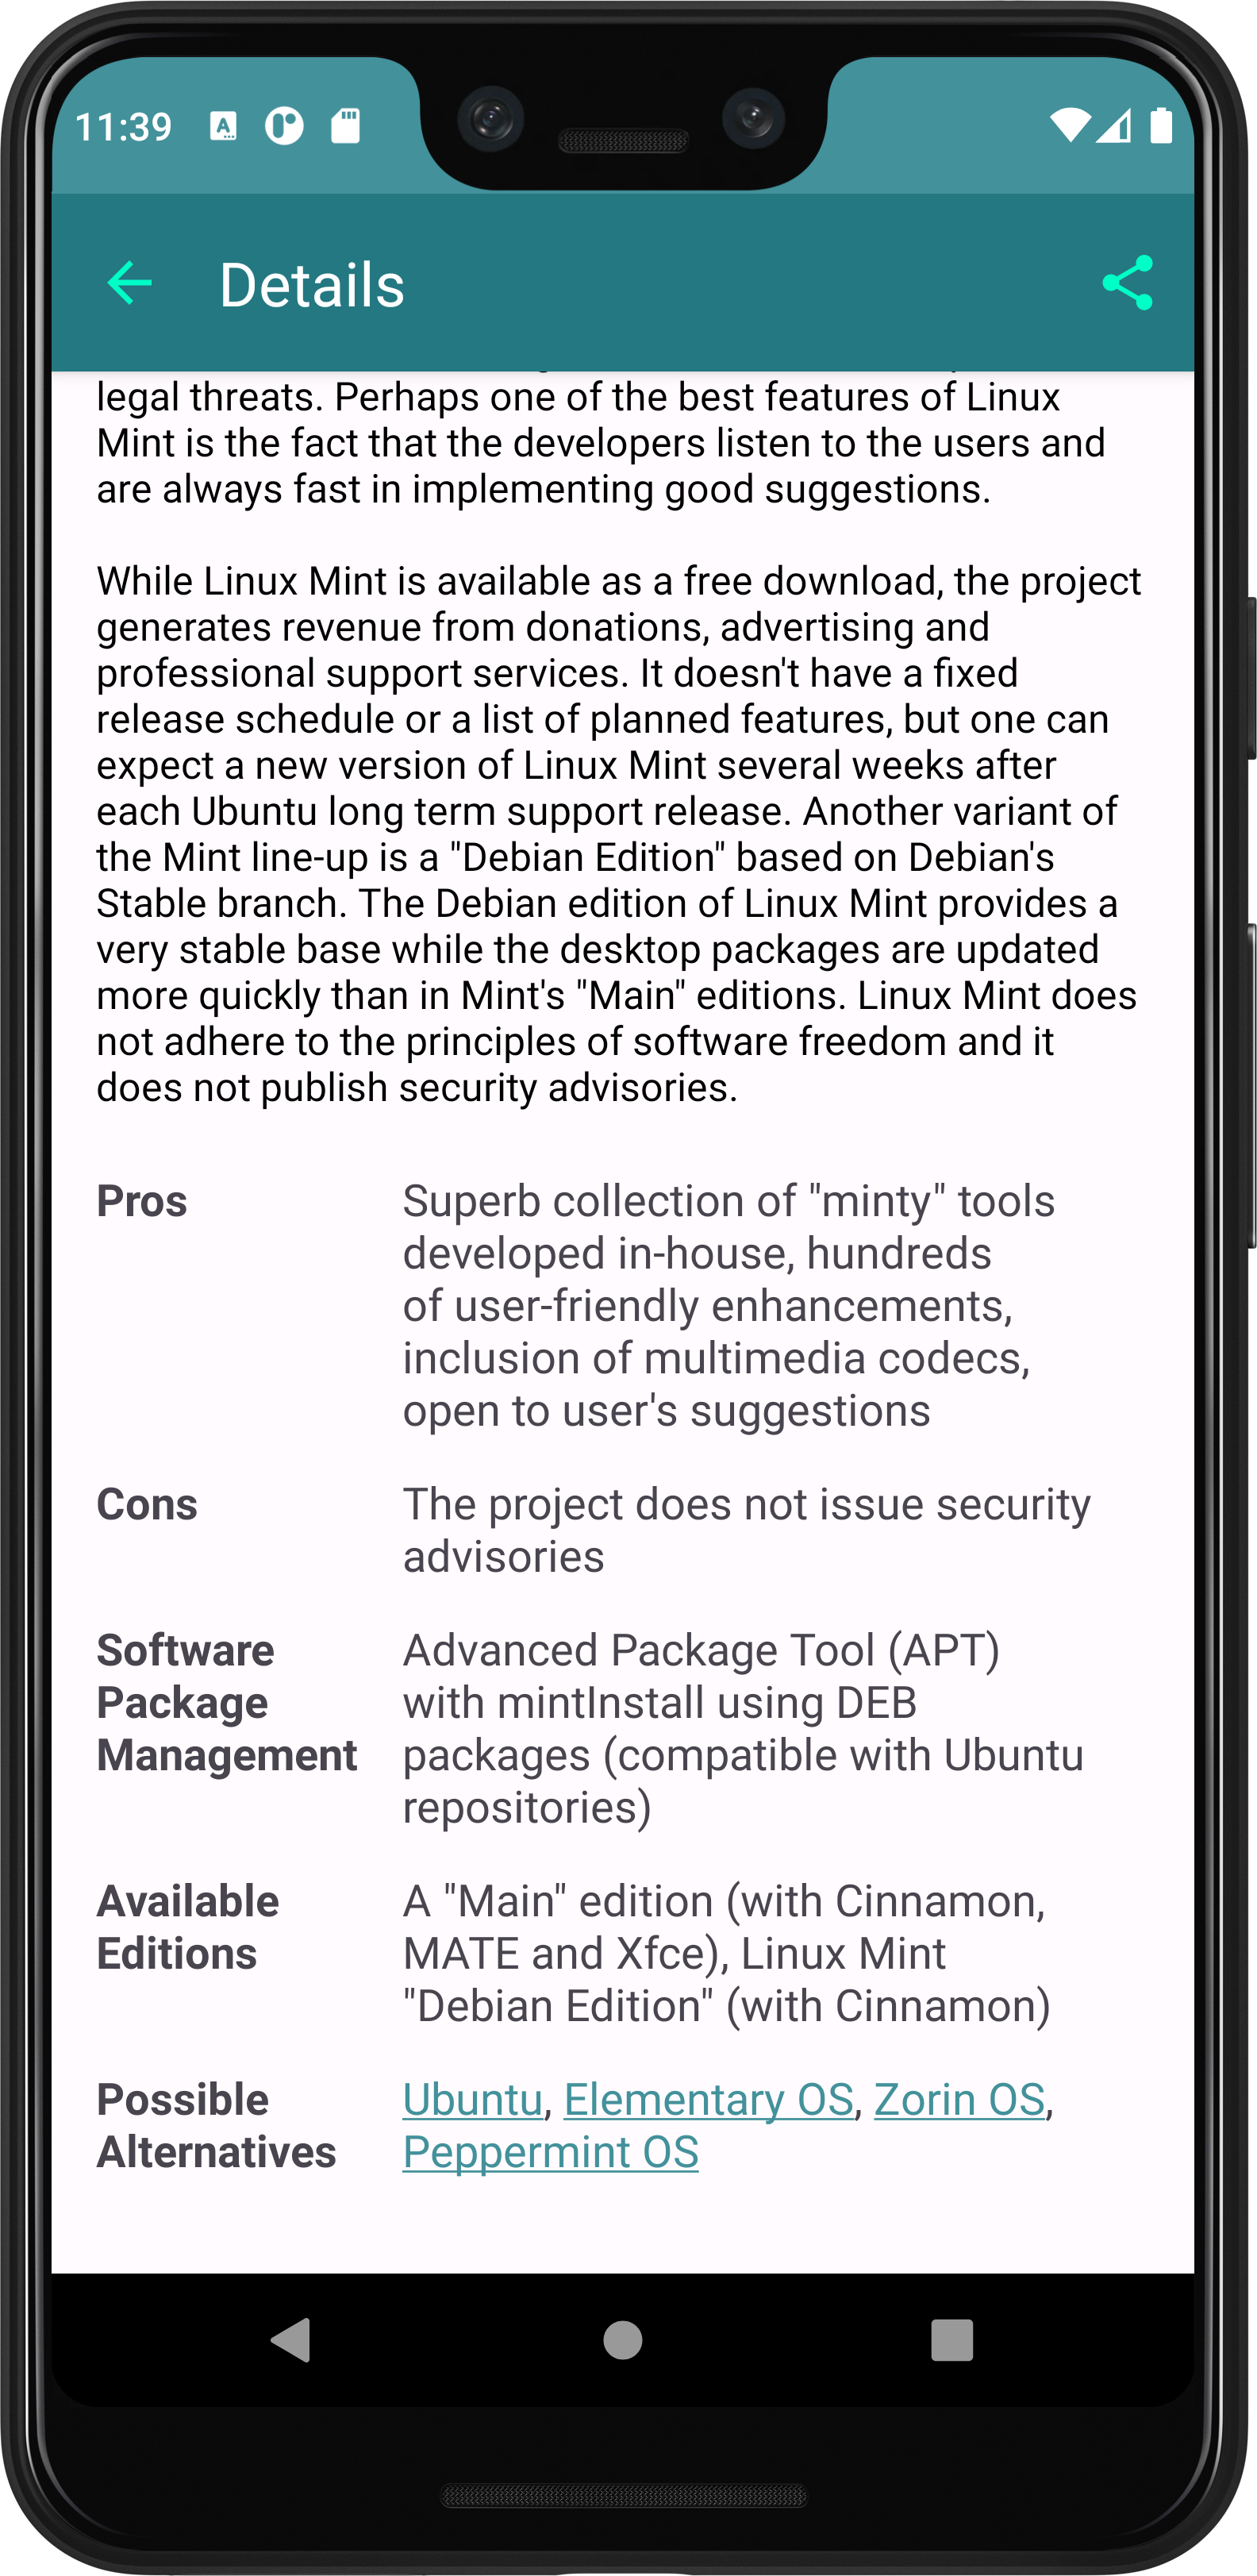 11:39
Details
legal threats. Perhaps one of the best features of Linux
Mint is the fact that the developers listen to the users and
are always fast in implementing good suggestions.
While Linux Mint is available as a free download, the project
generates revenue from donations, advertising and
professional support services. It doesn't have a fixed
release schedule or a list of planned features, but one can
expect a new version of Linux Mint several weeks after
each Ubuntu long term support release. Another variant of
the Mint line-up is a "Debian Edition" based on Debian's
Stable branch. The Debian edition of Linux Mint provides a
very stable base while the desktop packages are updated
more quickly than in Mint's "Main" editions. Linux Mint does
not adhere to the principles of software freedom and it
does not publish security advisories.
Pros
Superb collection of "minty" tools
developed in-house, hundreds
of user-friendly enhancements,
inclusion of multimedia codecs,
open to user's suggestions
Cons
The project does not issue security
advisories
Software
Package
Management
Advanced Package Tool (APT)
with mintInstall using DEB
packages (compatible with Ubuntu
repositories)
Available
Editions
A "Main" edition (with Cinnamon,
MATE and Xfce), Linux Mint
"Debian Edition" (with Cinnamon)
Possible
Alternatives
Ubuntu, Elementary OS, Zorin OS,
Peppermint OS